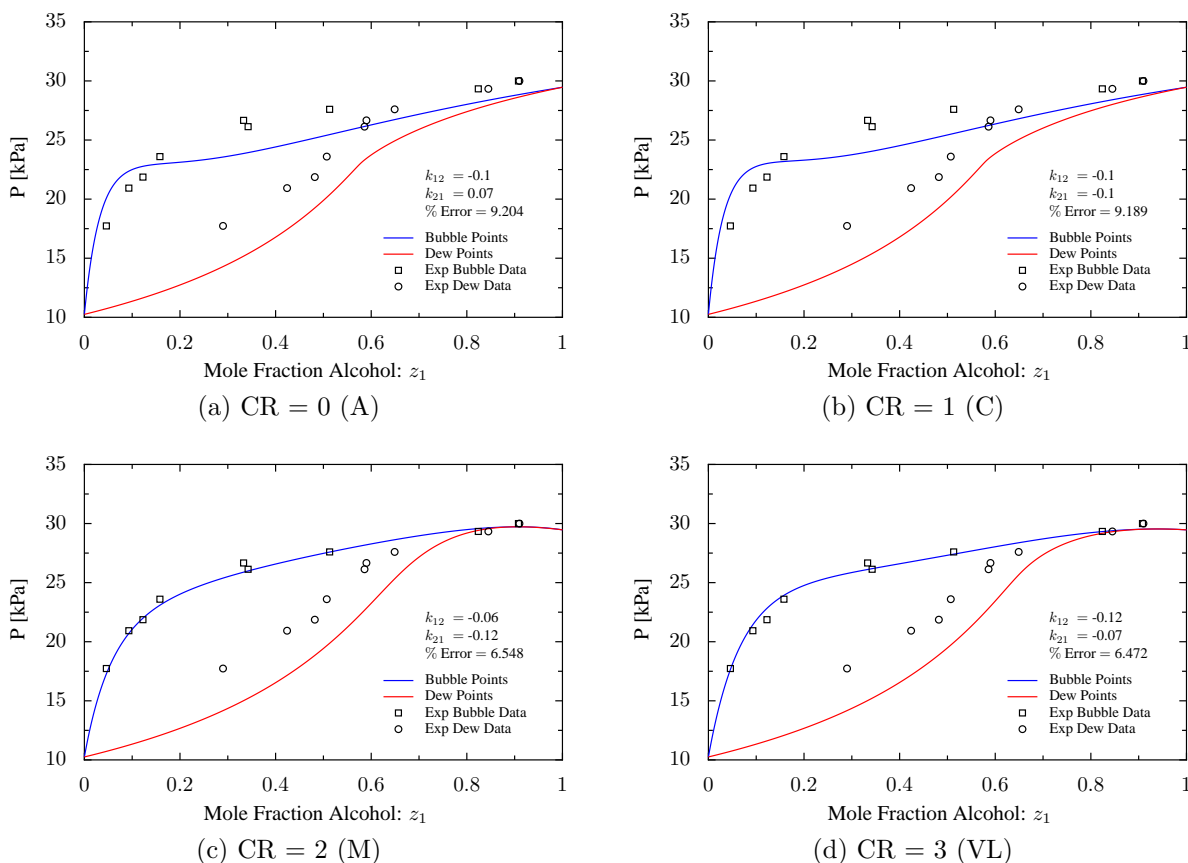 35
30
25
20
15
10
P [kPa]
k12 = -0.1
k21 = 0.07
% Error = 9.204
Bubble Points
Dew Points
Exp Bubble Data
Exp Dew Data
0 0.2 0.4 0.6 0.8 1
Mole Fraction Alcohol: z1
(a) CR = 0 (A)
35
30
25
20
15
10
P [kPa]
k12 = -0.1
k21 = -0.1
% Error = 9.189
Bubble Points
Dew Points
Exp Bubble Data
Exp Dew Data
0 0.2 0.4 0.6 0.8 1
Mole Fraction Alcohol: z1
(b) CR = 1 (C)
35
30
25
20
15
10
P [kPa]
k12 = -0.06
k21 = -0.12
% Error = 6.548
Bubble Points
Dew Points
Exp Bubble Data
Exp Dew Data
0 0.2 0.4 0.6 0.8 1
Mole Fraction Alcohol: z1
(c) CR = 2 (M)
35
30
25
20
15
10
P [kPa]
k12 = -0.12
k21 = -0.07
% Error = 6.472
Bubble Points
Dew Points
Exp Bubble Data
Exp Dew Data
0 0.2 0.4 0.6 0.8 1
Mole Fraction Alcohol: z1
(d) CR = 3 (VL)